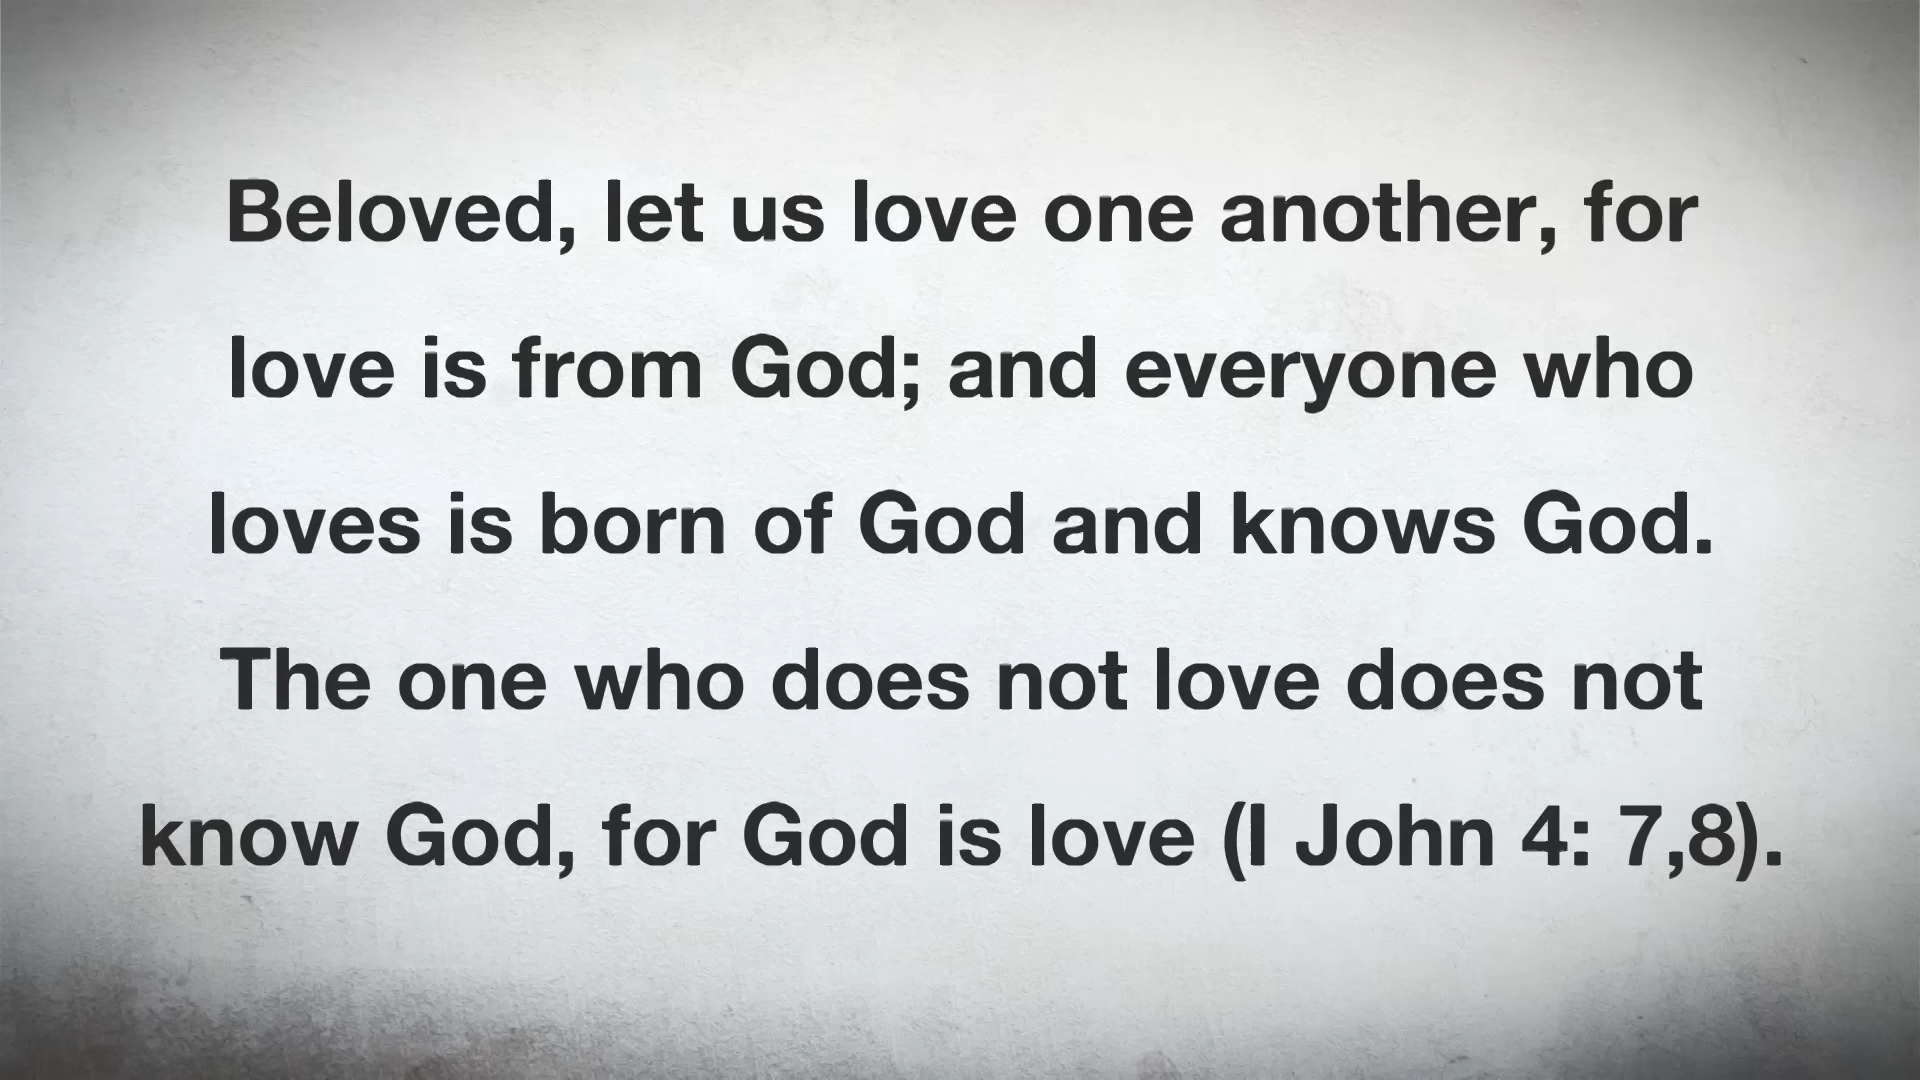 Beloved, let us love one another, for
love is from God; and everyone who
loves is born of God and knows God.
The one who does not love does not
know God, for God is love (I John 4: 7,8).